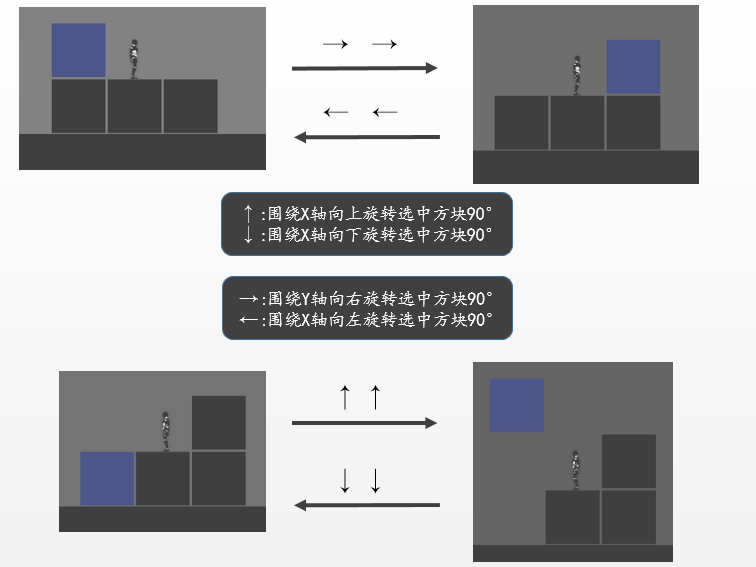 → →
← ←
↑:围绕X轴向上旋转选中方块90°
↓:围绕X轴向下旋转选中方块90°
→:围绕Y轴向右旋转选中方块90°
←:围绕X轴向左旋转选中方块90°
↑ ↑
↓ ↓